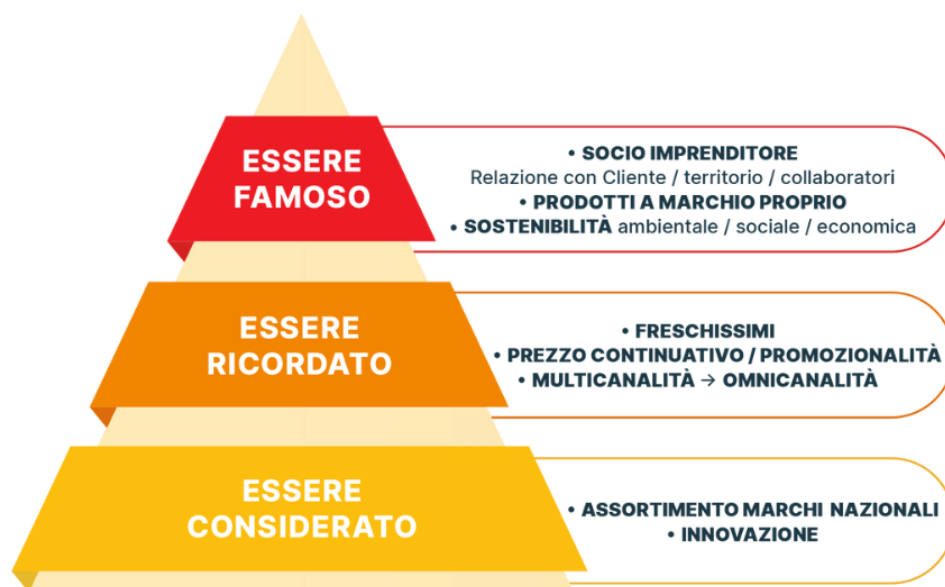 ESSERE
FAMOSO
• SOCIO IMPRENDITORE
Relazione con Cliente / territorio / collaboratori
• PRODOTTI A MARCHIO PROPRIO
• SOSTENIBILITÀ ambientale / sociale / economica
ESSERE
RICORDATO
• FRESCHISSIMI
• PREZZO CONTINUATIVO / PROMOZIONALITÀ
• MULTICANALITÀ → OMNICANALITÀ
ESSERE
CONSIDERATO
• ASSORTIMENTO MARCHI NAZIONALI
• INNOVAZIONE